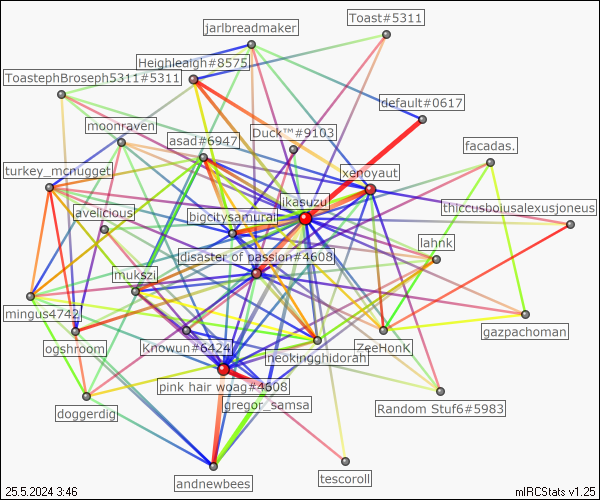 Toast#5311
jarlbreadmaker
Heighleaigh#8575
ToastephBroseph5311#5311
default#0617
moonraven
Duck™#9103
asad#6947
facadas.
turkey_mcnugget
xenoyaut
ikasuzu
thiccusboiusalexusjoneus
avelicious
bigcitysamurai
lahnk
disaster of passion#4608
mukszi
mingus4742
gazpachoman
ogshroom
Knowun#6424
ZeeHonK
neokingghidorah
pink hair woag#4608
gregor_samsa
Random Stuf6#5983
doggerdig
tescoroll
andnewbees
25.5.2024 3:46
mIRCStats v1.25